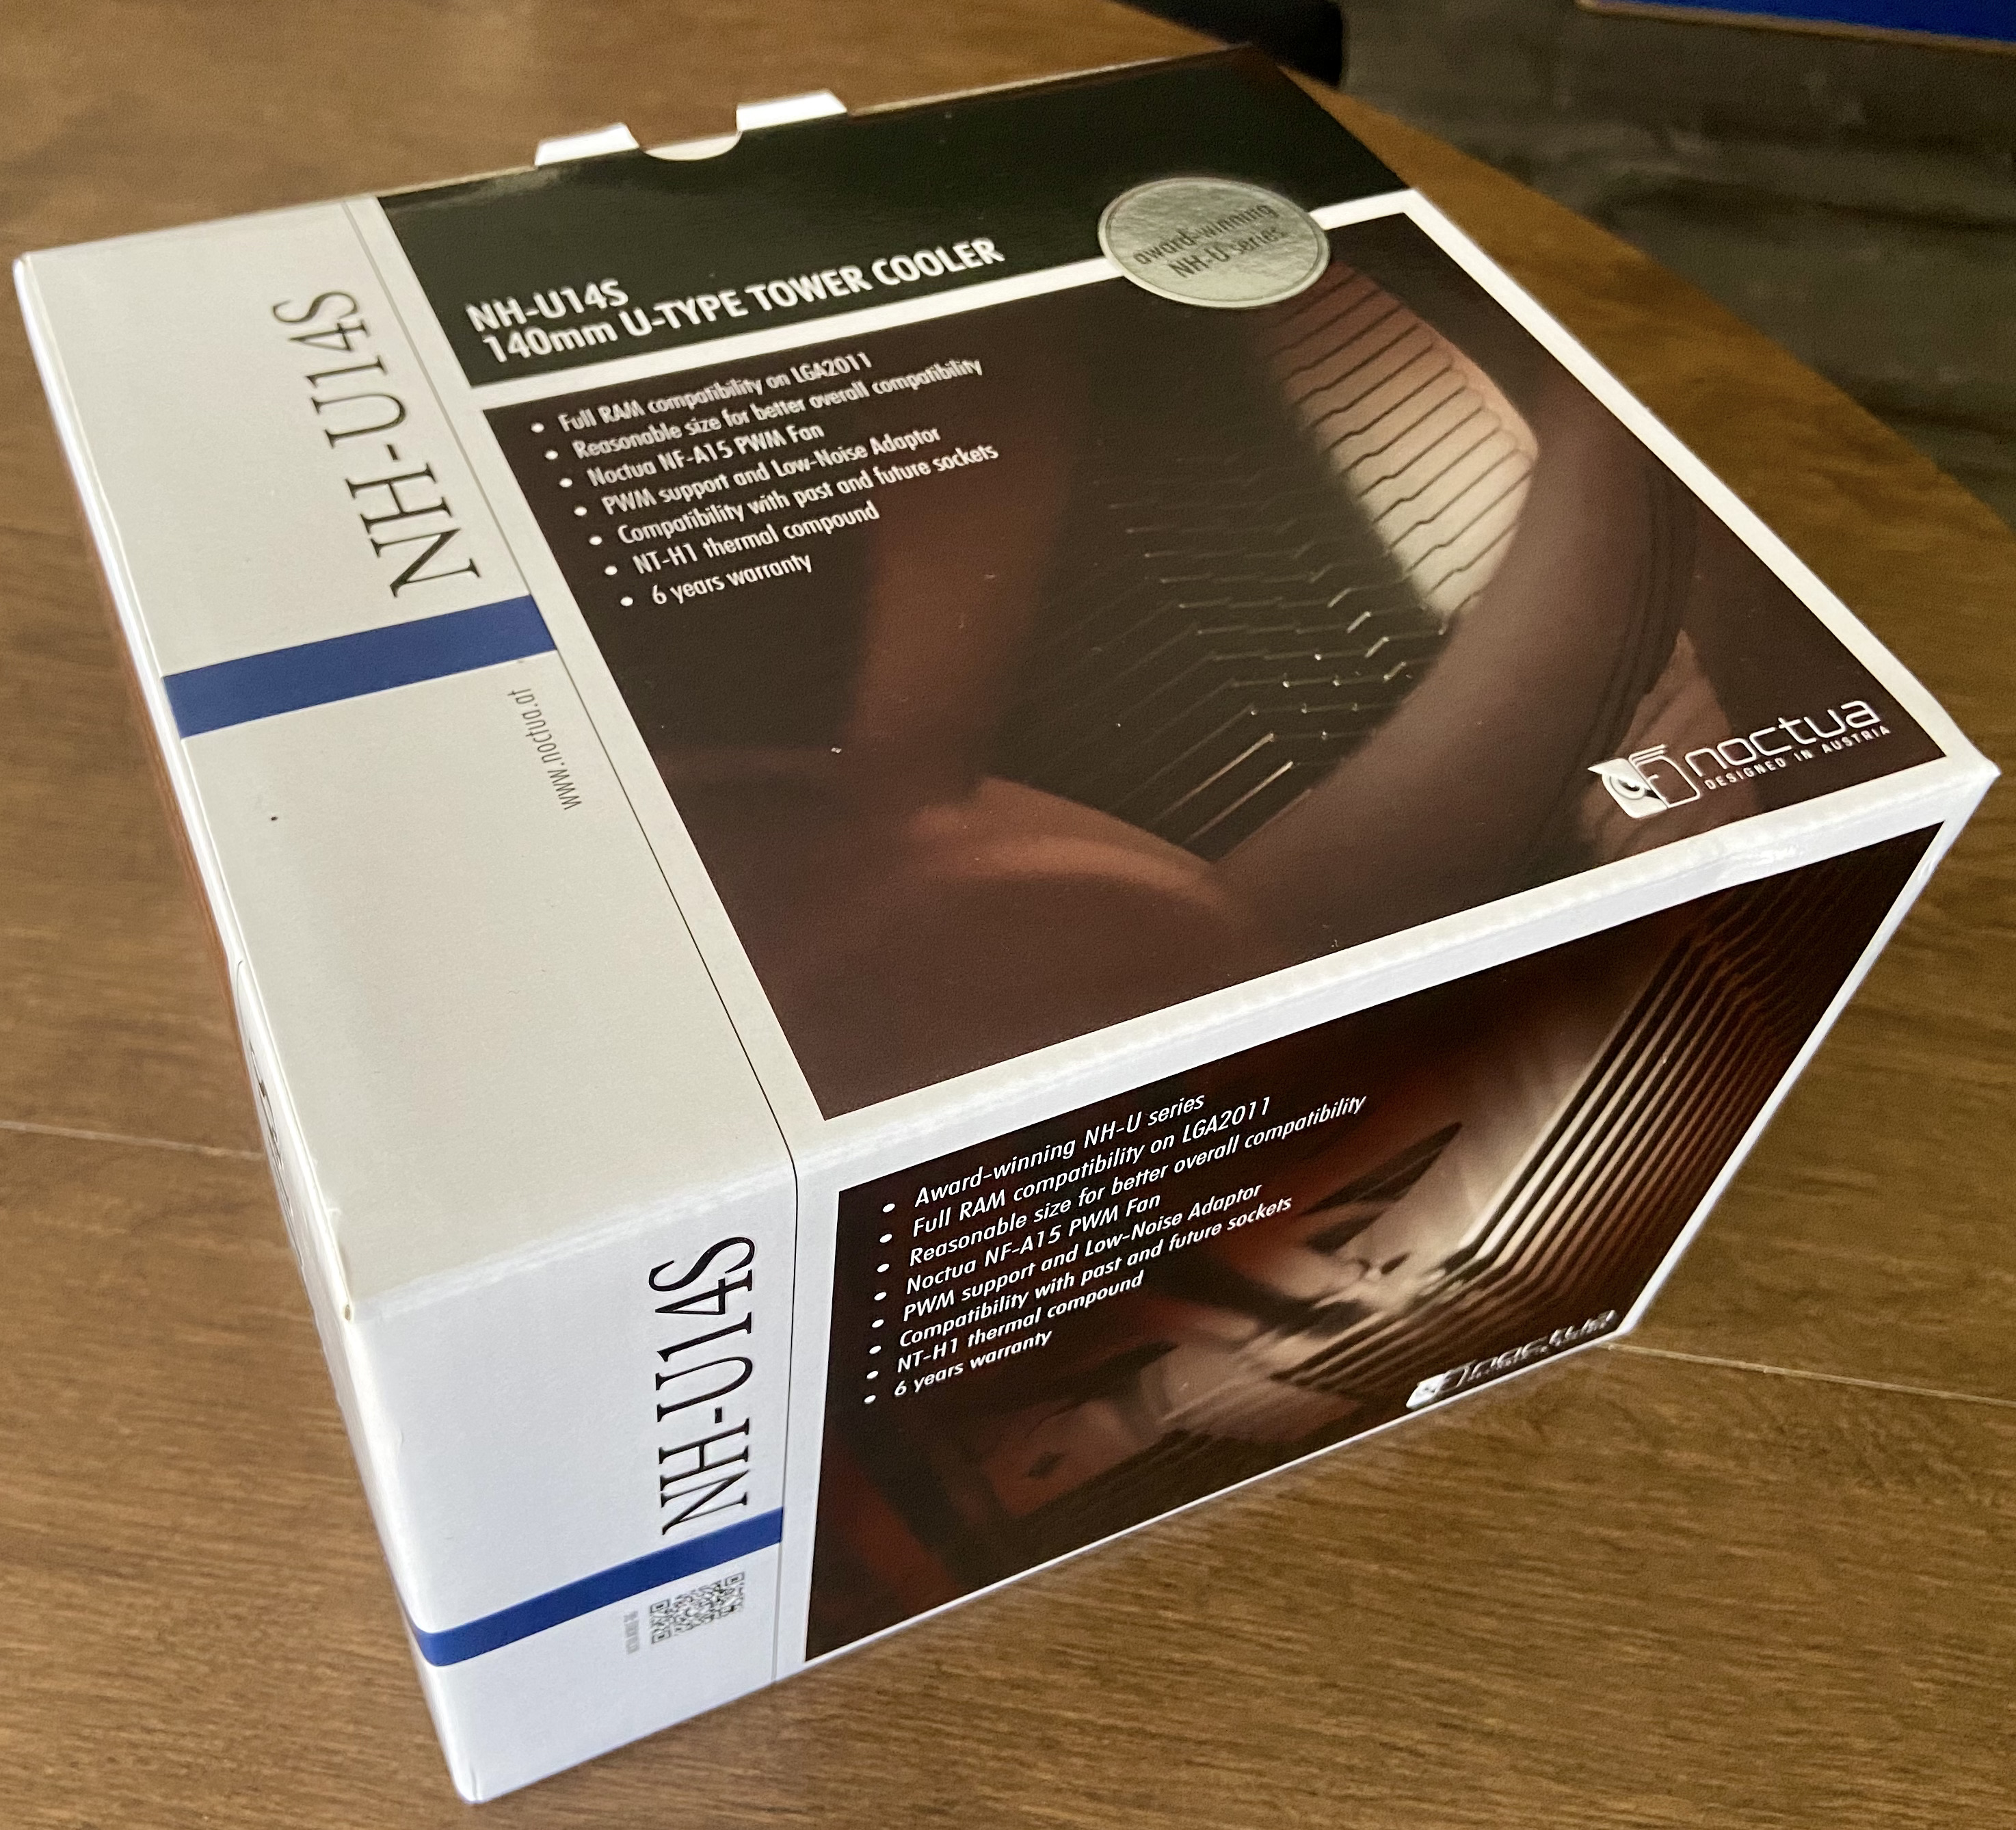 NH-U14S
www.noctua.at
NH-U14S
140mm U-TYPE TOWER COOLER
award-winning
NH-U series
• Full RAM compatibility on LGA2011
• Reasonable size for better overall compatibility
• Noctua NF-A15 PWM Fan
• PWM support and Low-Noise Adaptor
• Compatibility with past and future sockets
• NT-H1 thermal compound
• 6 years warranty
noctua
DESIGNED IN AUSTRIA
NH-U14S
• Award-winning NH-U series
• Full RAM compatibility on LGA2011
• Reasonable size for better overall compatibility
• Noctua NF-A15 PWM Fan
• PWM support and Low-Noise Adaptor
• Compatibility with past and future sockets
• NT-H1 thermal compound
• 6 years warranty
noctua